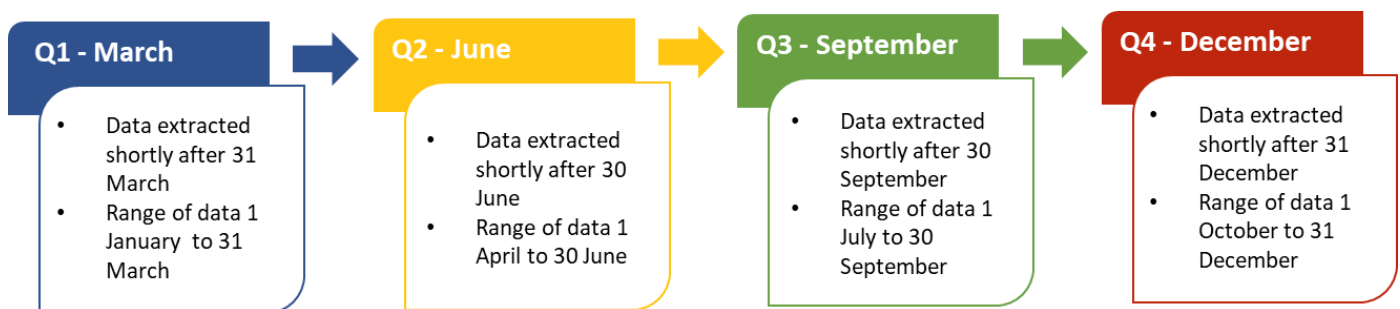 Q1 - March
• Data extracted
shortly after 31
March
• Range of data 1
January to 31
March
Q2 - June
• Data extracted
shortly after 30
June
• Range of data 1
April to 30 June
Q3 - September
• Data extracted
shortly after 30
September
• Range of data 1
July to 30
September
Q4 - December
• Data extracted
shortly after 31
December
• Range of data 1
October to 31
December